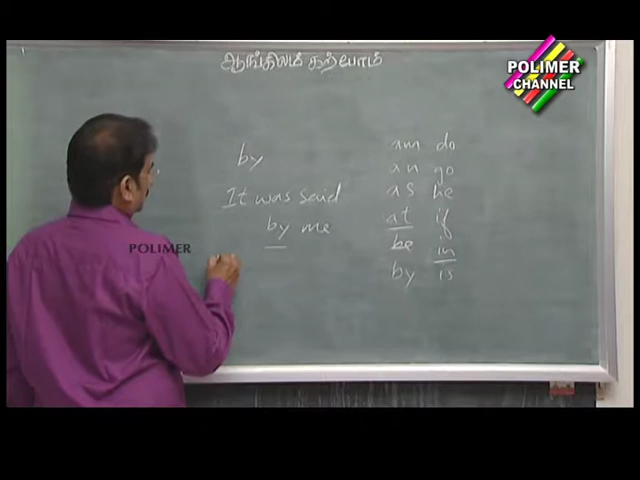 ஆங்கிலம் கற்போம்
POLIMER
CHANNEL
by
It was said
by me
am do
an go
as he
at if
be in
by is
POLIMER